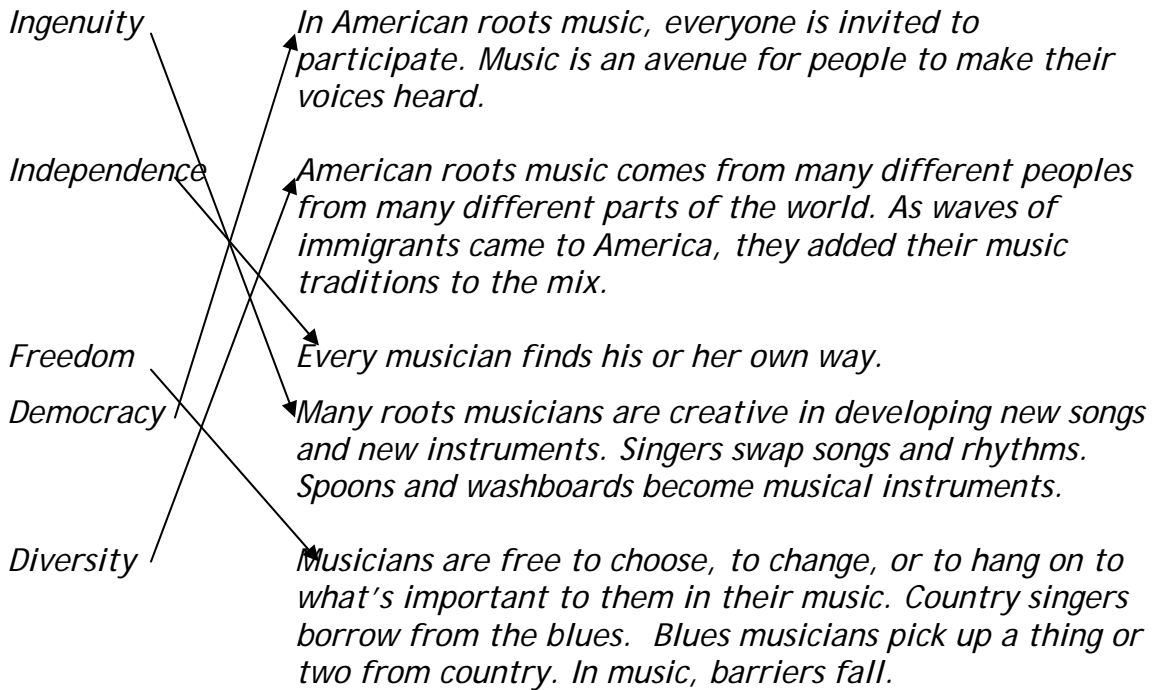 Ingenuity In American roots music, everyone is invited to
participate. Music is an avenue for people to make their
voices heard.
Independence American roots music comes from many different peoples
from many different parts of the world. As waves of
immigrants came to America, they added their music
traditions to the mix.
Freedom Every musician finds his or her own way.
Democracy Many roots musicians are creative in developing new songs
and new instruments. Singers swap songs and rhythms.
Spoons and washboards become musical instruments.
Diversity Musicians are free to choose, to change, or to hang on to
what's important to them in their music. Country singers
borrow from the blues. Blues musicians pick up a thing or
two from country. In music, barriers fall.